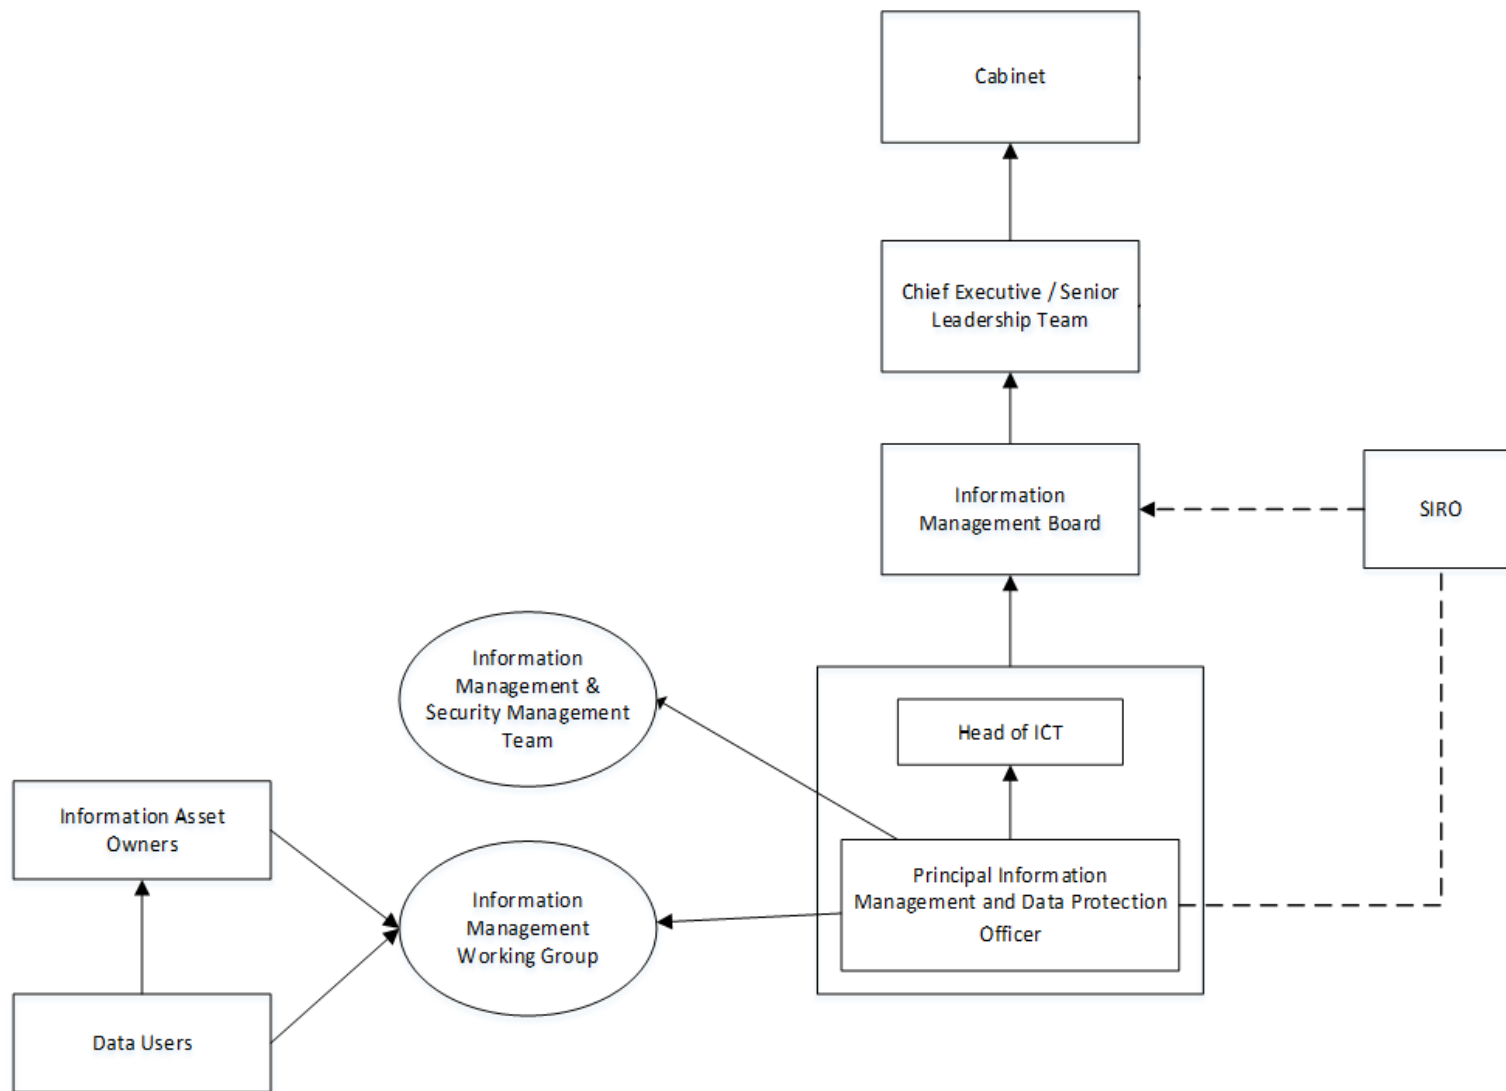 Cabinet
Chief Executive / Senior
Leadership Team
Information
Management Board
SIRO
Information
Management &
Security Management
Team
Head of ICT
Information Asset
Owners
Principal Information
Management and Data Protection
Officer
Information
Management
Working Group
Data Users